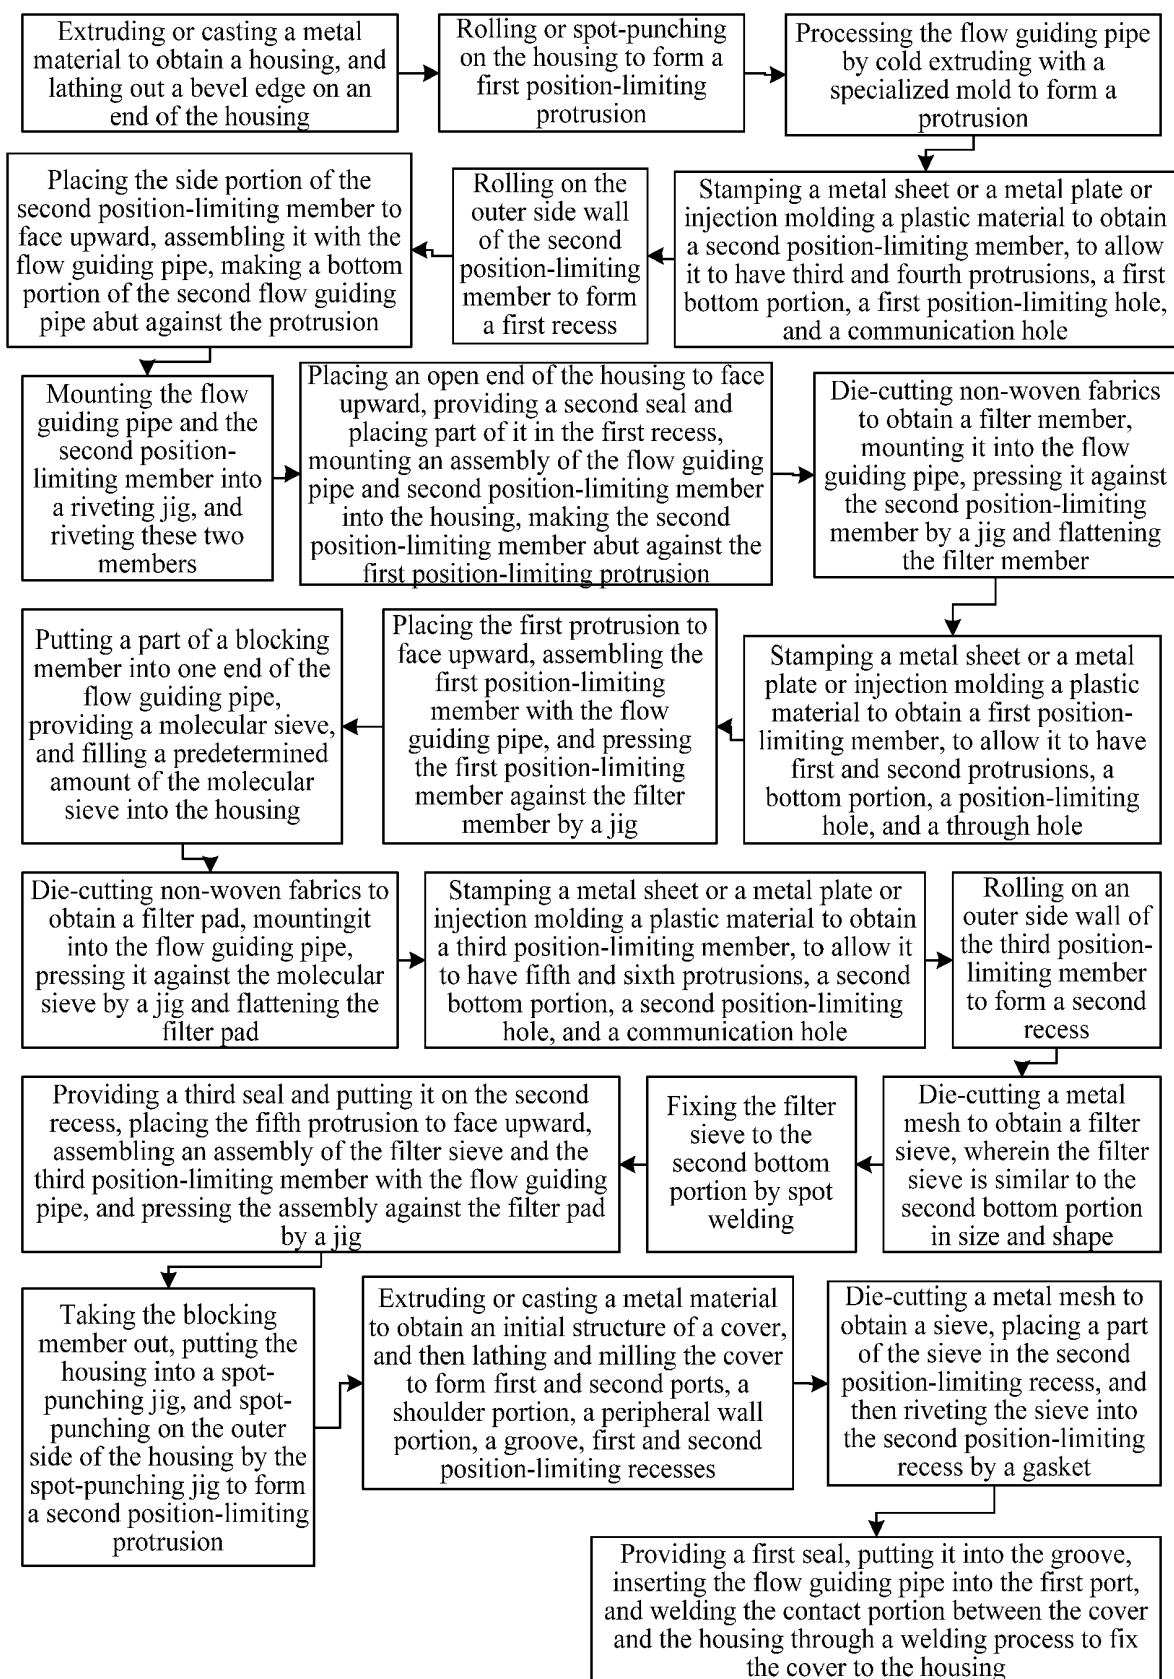 Extruding or casting a metal
material to obtain a housing, and
lathing out a bevel edge on an
end of the housing
Rolling or spot-punching
on the housing to form a
first position-limiting
protrusion
Processing the flow guiding pipe
by cold extruding with a
specialized mold to form a
protrusion
Stamping a metal sheet or a metal plate or
injection molding a plastic material to obtain
a second position-limiting member, to allow
it to have third and fourth protrusions, a first
bottom portion, a first position-limiting hole,
and a communication hole
Rolling on the
outer side wall
of the second
position-limiting
member to form
a first recess
Placing the side portion of the
second position-limiting member to
face upward, assembling it with the
flow guiding pipe, making a bottom
portion of the second flow guiding
pipe abut against the protrusion
Mounting the flow
guiding pipe and the
second position-
limiting member into
a riveting jig, and
riveting these two
members
Placing an open end of the housing to face
upward, providing a second seal and
placing part of it in the first recess,
mounting an assembly of the flow guiding
pipe and second position-limiting member
into the housing, making the second
position-limiting member abut against the
first position-limiting protrusion
Die-cutting non-woven fabrics
to obtain a filter member,
mounting it into the flow
guiding pipe, pressing it against
the second position-limiting
member by a jig and flattening
the filter member
Stamping a metal sheet or a metal
plate or injection molding a plastic
material to obtain a first position-
limiting member, to allow it to have
first and second protrusions, a
bottom portion, a position-limiting
hole, and a through hole
Placing the first protrusion to
face upward, assembling the
first position-limiting
member with the flow
guiding pipe, and pressing
the first position-limiting
member against the filter
member by a jig
Putting a part of a blocking
member into one end of the
flow guiding pipe,
providing a molecular sieve,
and filling a predetermined
amount of the molecular
sieve into the housing
Die-cutting non-woven fabrics to
obtain a filter pad, mountingit
into the flow guiding pipe,
pressing it against the molecular
sieve by a jig and flattening the
filter pad
Stamping a metal sheet or a metal plate or
injection molding a plastic material to obtain
a third position-limiting member, to allow it
to have fifth and sixth protrusions, a second
bottom portion, a second position-limiting
hole, and a communication hole
Rolling on an
outer side wall of
the third position-
limiting member
to form a second
recess
Die-cutting a metal
mesh to obtain a filter
sieve, wherein the filter
sieve is similar to the
second bottom portion
in size and shape
Fixing the filter
sieve to the
second bottom
portion by spot
welding
Providing a third seal and putting it on the second
recess, placing the fifth protrusion to face upward,
assembling an assembly of the filter sieve and the
third position-limiting member with the flow guiding
pipe, and pressing the assembly against the filter pad
by a jig
Taking the blocking
member out, putting the
housing into a spot-
punching jig, and spot-
punching on the outer
side of the housing by the
spot-punching jig to form
a second position-limiting
protrusion
Extruding or casting a metal material
to obtain an initial structure of a cover,
and then lathing and milling the cover
to form first and second ports, a
shoulder portion, a peripheral wall
portion, a groove, first and second
position-limiting recesses
Die-cutting a metal mesh to
obtain a sieve, placing a part
of the sieve in the second
position-limiting recess, and
then riveting the sieve into
the second position-limiting
recess by a gasket
Providing a first seal, putting it into the groove,
inserting the flow guiding pipe into the first port,
and welding the contact portion between the cover
and the housing through a welding process to fix
the cover to the housing